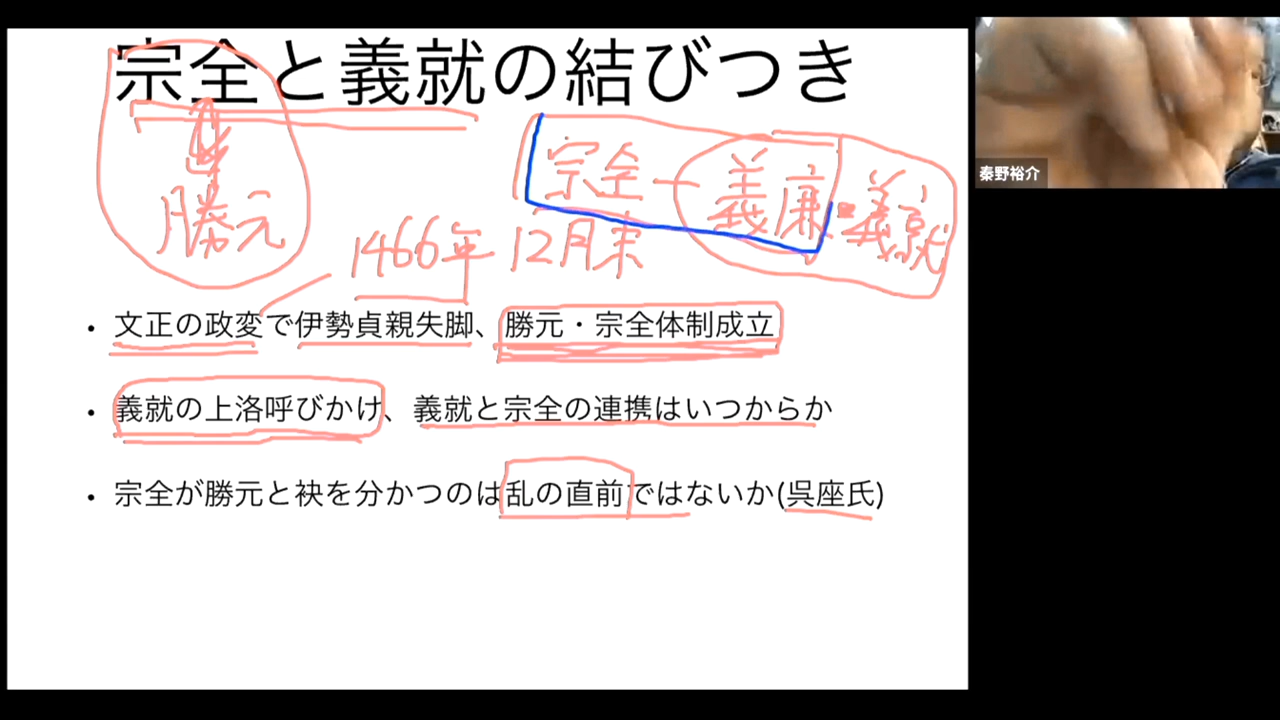 宗全と義就の結びつき
勝元
宗全ー義廉=義就
1466年 12月末
・文正の政変で伊勢貞親失脚、勝元・宗全体制成立
・義就の上洛呼びかけ、義就と宗全の連携はいつからか
・宗全が勝元と袂を分かつのは乱の直前ではないか(呉座氏)
秦野裕介